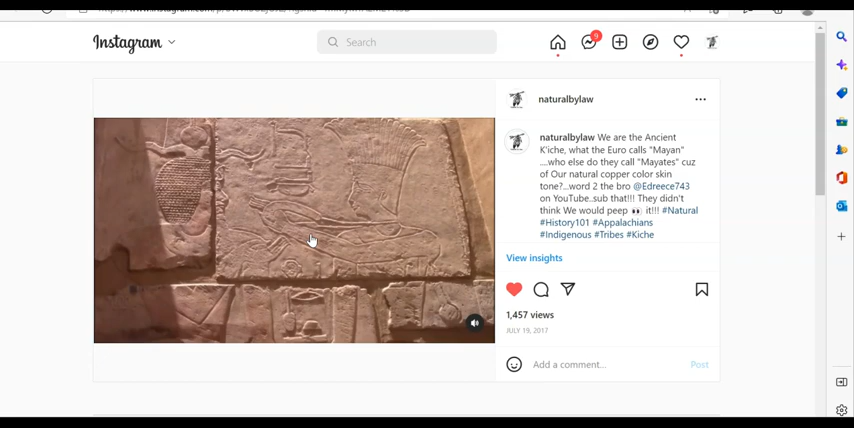 Instagram
Search
9
naturalbylaw
naturalbylaw We are the Ancient
K'iche, what the Euro calls "Mayan"
....who else do they call "Mayates" cuz
of Our natural copper color skin
tone?...word 2 the bro @Edreece743
on YouTube..sub that!!! They didn't
think We would peep 👀 it!!! #Natural
#History101 #Appalachians
#Indigenous #Tribes #Kiche
View insights
1,457 views
JULY 19, 2017
Add a comment... Post